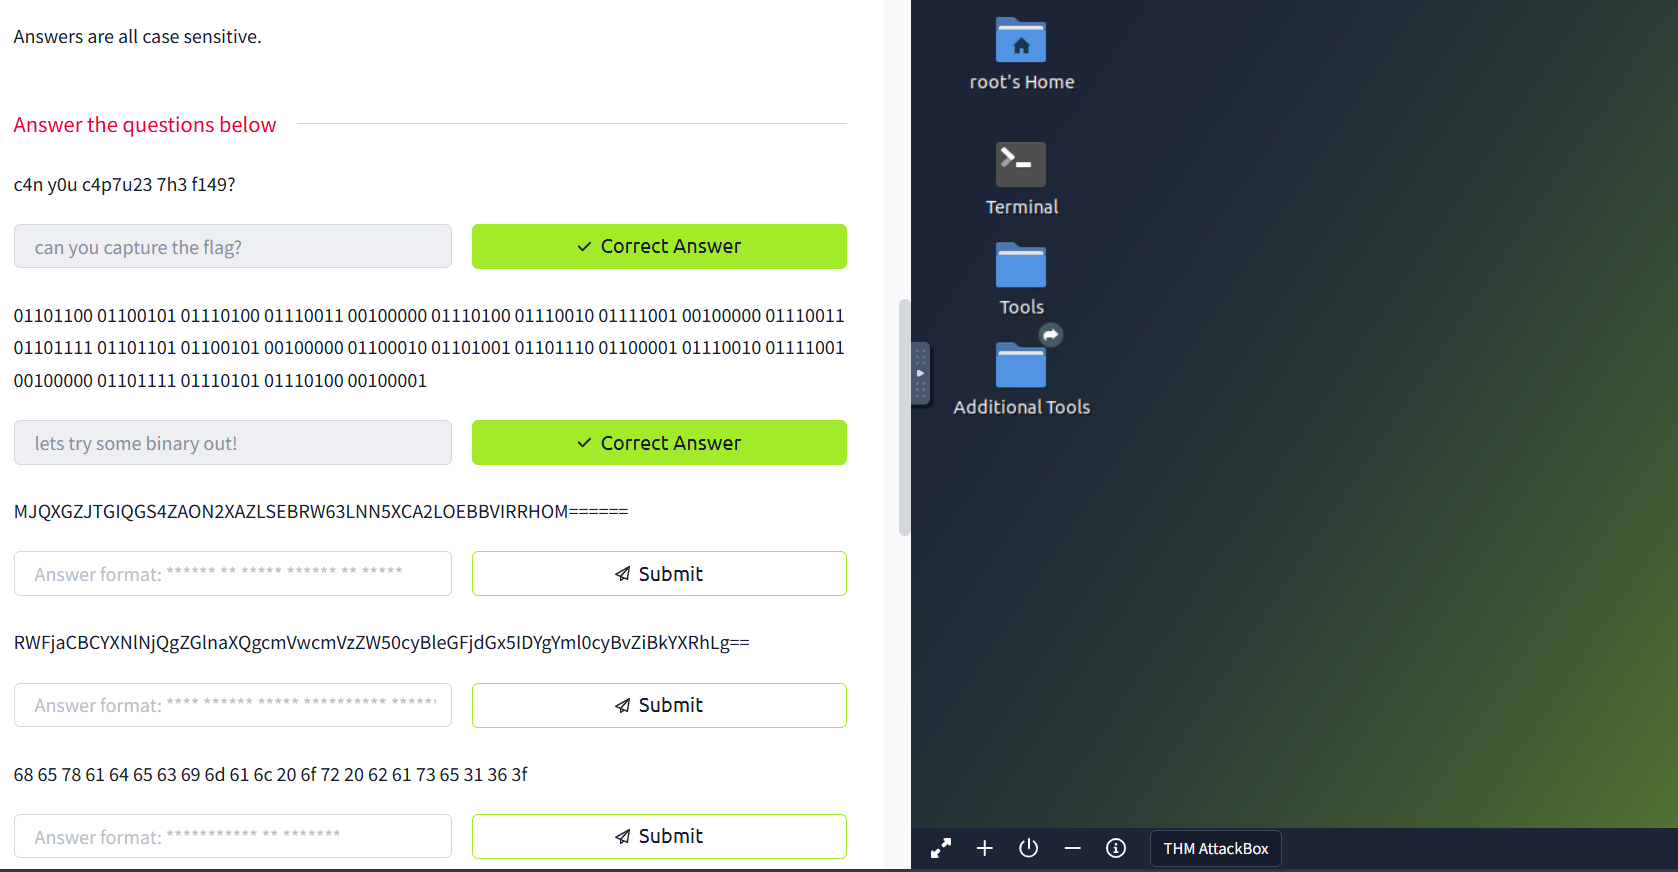 Answers are all case sensitive.
Answer the questions below
c4n y0u c4p7u23 7h3 f149?
can you capture the flag?
Correct Answer
01101100 01100101 01110100 01110011 00100000 01110100 01110010 01111001 00100000 01110011
01101111 01101101 01100101 00100000 01100010 01101001 01101110 01100001 01110010 01111001
00100000 01101111 01110101 01110100 00100001
lets try some binary out!
Correct Answer
MJQXGZJTGIQGS4ZAON2XAZLSEBRW63LNN5XCA2LOEBBVIRRHOM======
Answer format: ****** ** ***** ****** ** *****
Submit
RWFjaCBCYXNlNjQgZGlnaXQgcmVwcmVzZW50cyBleGFjdGx5IDYgYml0cyBvZiBkYXRhLg==
Answer format: **** ****** ***** ********** *****
Submit
68 65 78 61 64 65 63 69 6d 61 6c 20 6f 72 20 62 61 73 65 31 36 3f
Answer format: *********** ** *******
Submit
root's Home
Terminal
Tools
Additional Tools
THM AttackBox